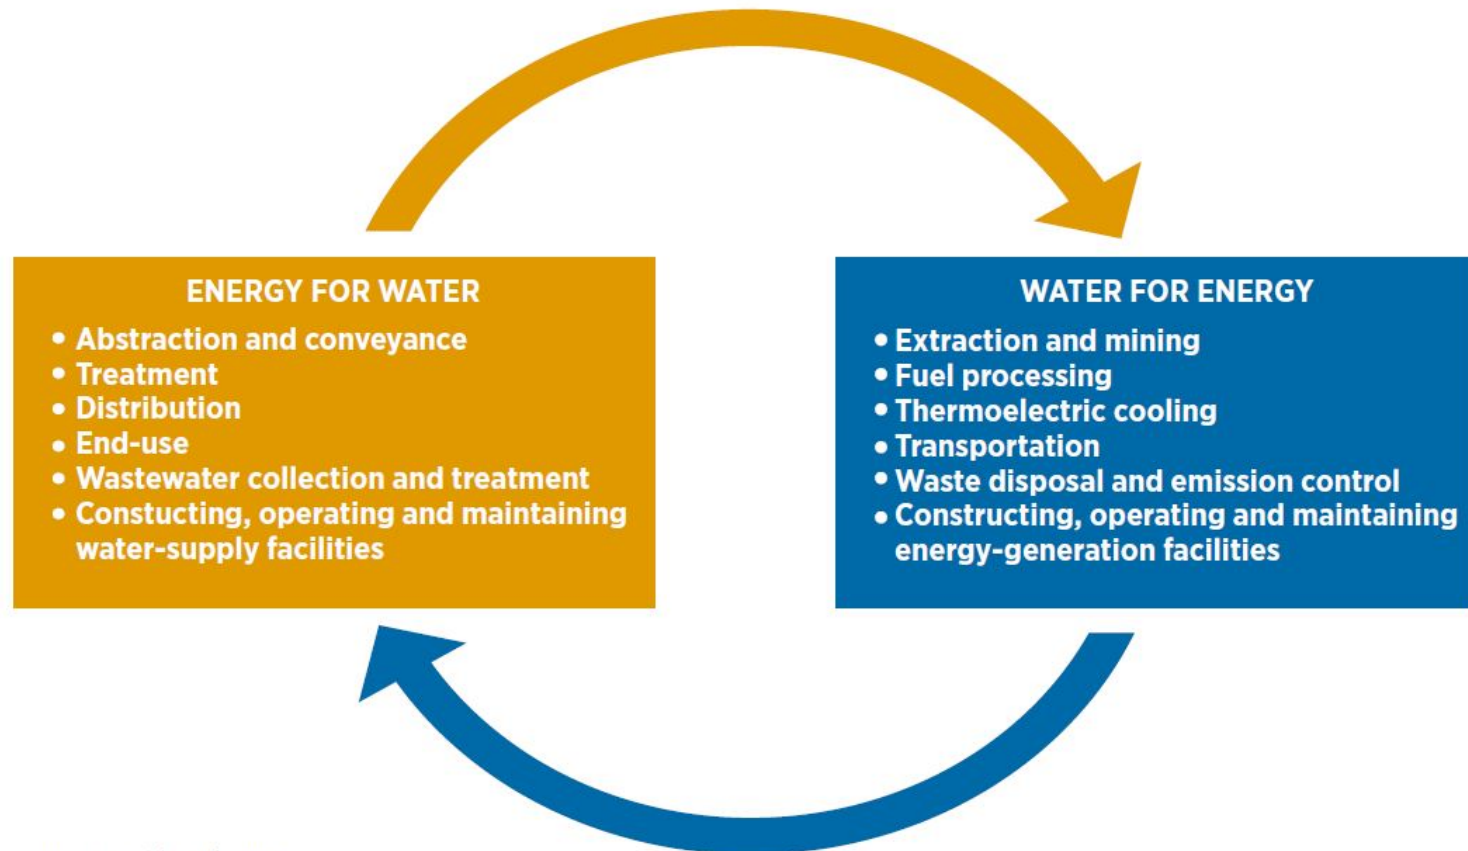 ENERGY FOR WATER
• Abstraction and conveyance
• Treatment
• Distribution
• End-use
• Wastewater collection and treatment
• Constucting, operating and maintaining
water-supply facilities
WATER FOR ENERGY
• Extraction and mining
• Fuel processing
• Thermoelectric cooling
• Transportation
• Waste disposal and emission control
• Constructing, operating and maintaining
energy-generation facilities